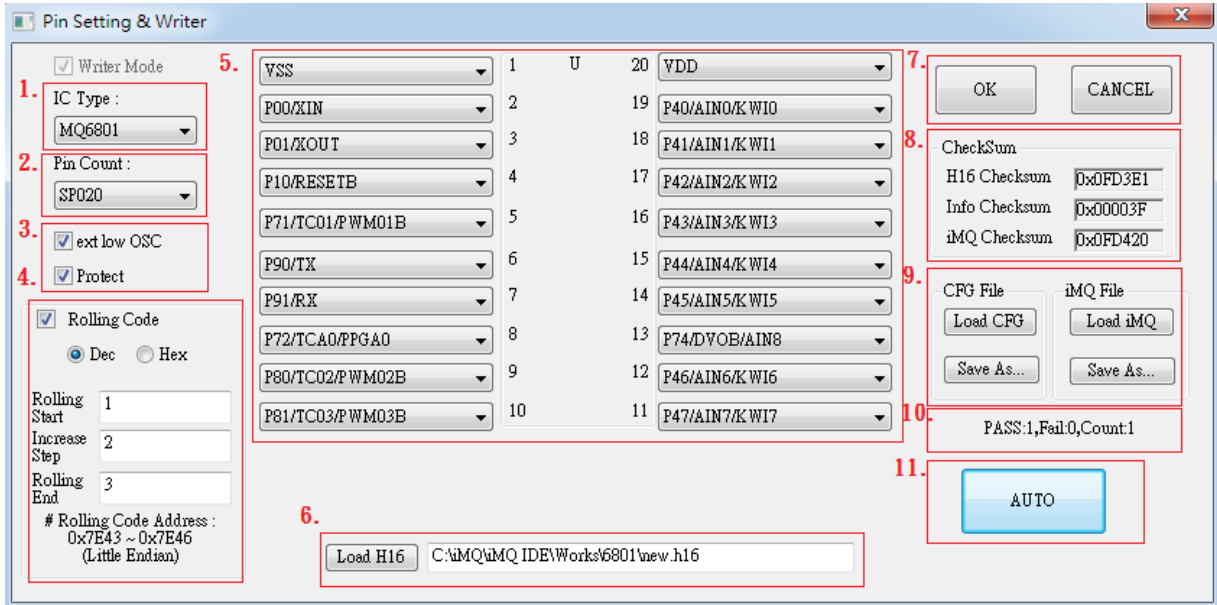 Pin Setting & Writer
x
Writer Mode
1.
IC Type :
MQ6801
2.
Pin Count :
SPO20
3.
ext low OSC
4.
Protect
Rolling Code
Dec Hex
Rolling Start 1
Increase Step 2
Rolling End 3
# Rolling Code Address :
0x7E43 ~ 0x7E46
(Little Endian)
5.
VSS 1 U 20 VDD
P00/XIN 2 19 P40/AIN0/KWI0
P01/XOUT 3 18 P41/AIN1/KWI1
P10/RESETB 4 17 P42/AIN2/KWI2
P71/TC01/PWM01B 5 16 P43/AIN3/KWI3
P90/TX 6 15 P44/AIN4/KWI4
P91/RX 7 14 P45/AIN5/KWI5
P72/TCA0/PPGA0 8 13 P74/DVOB/AIN8
P80/TC02/PWM02B 9 12 P46/AIN6/KWI6
P81/TC03/PWM03B 10 11 P47/AIN7/KWI7
6.
Load H16 C:\iMQ\iMQ IDE\Works\6801\new.h16
7.
OK CANCEL
8.
CheckSum
H16 Checksum 0x0FD3E1
Info Checksum 0x00003F
iMQ Checksum 0x0FD420
9.
CFG File iMQ File
Load CFG Load iMQ
Save As... Save As...
10.
PASS:1,Fail:0,Count:1
11.
AUTO